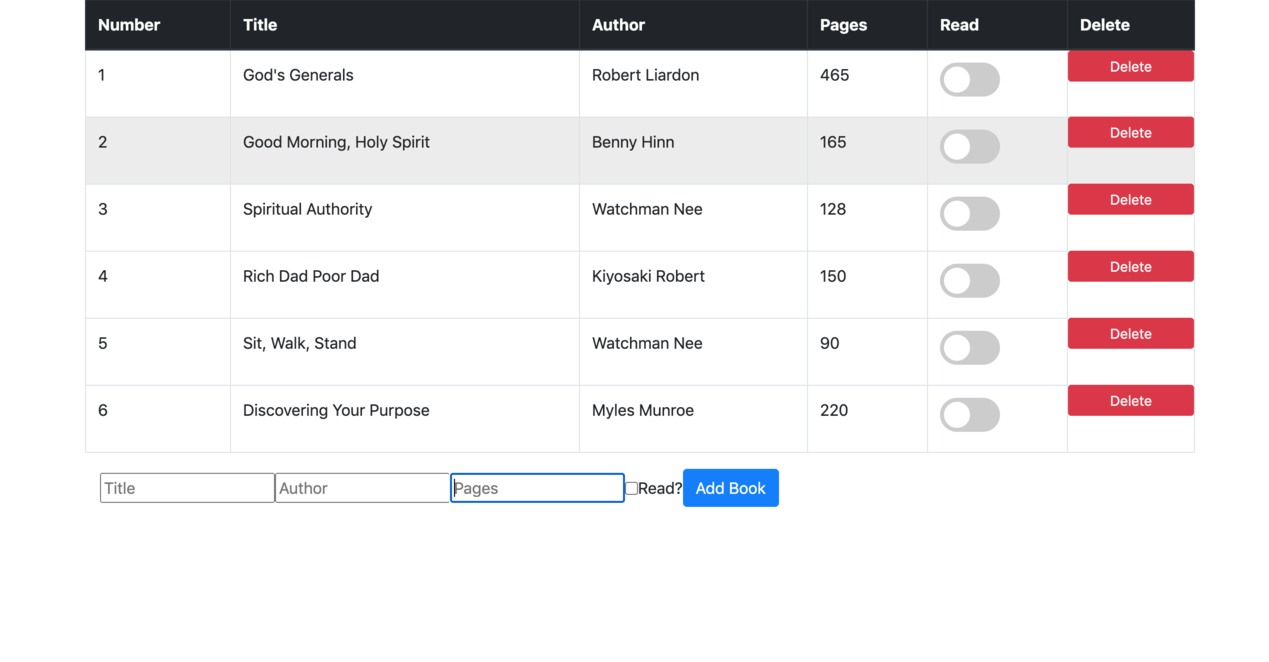 Number Title Author Pages Read Delete
1 God's Generals Robert Liardon 465 Delete
2 Good Morning, Holy Spirit Benny Hinn 165 Delete
3 Spiritual Authority Watchman Nee 128 Delete
4 Rich Dad Poor Dad Kiyosaki Robert 150 Delete
5 Sit, Walk, Stand Watchman Nee 90 Delete
6 Discovering Your Purpose Myles Munroe 220 Delete
Title Author Pages Read? Add Book